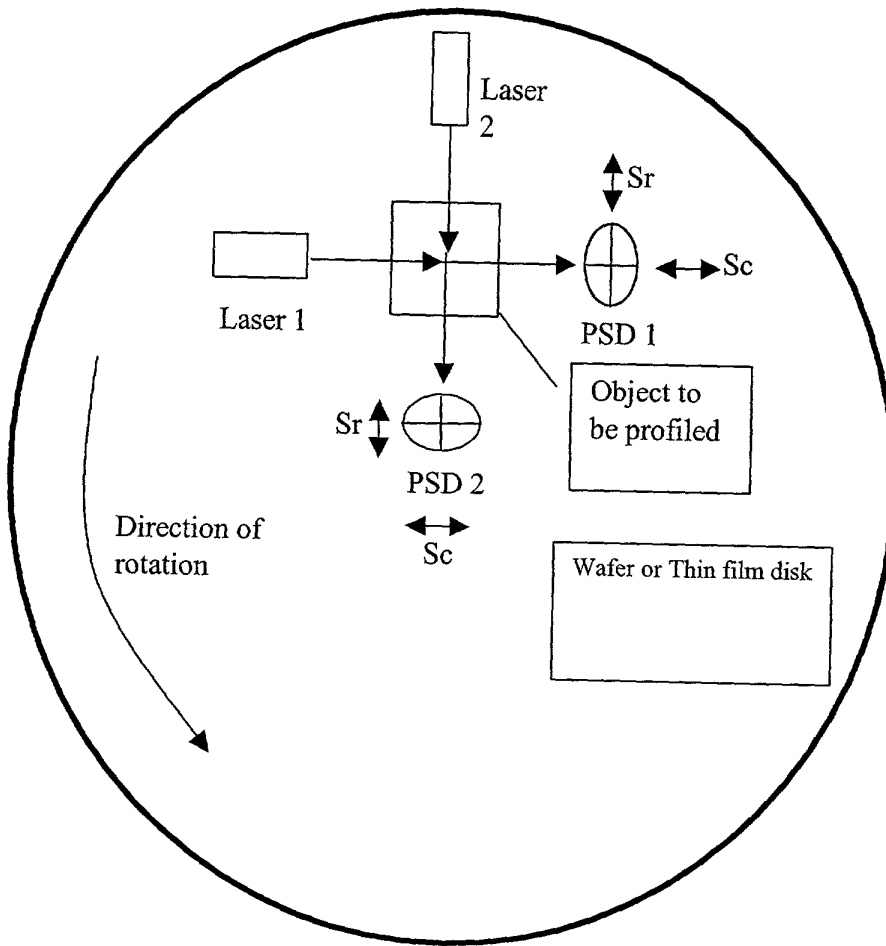 Laser
2
Sr
Sc
Laser 1
PSD 1
Object to
be profiled
Sr
PSD 2
Sc
Direction of
rotation
Wafer or Thin film disk